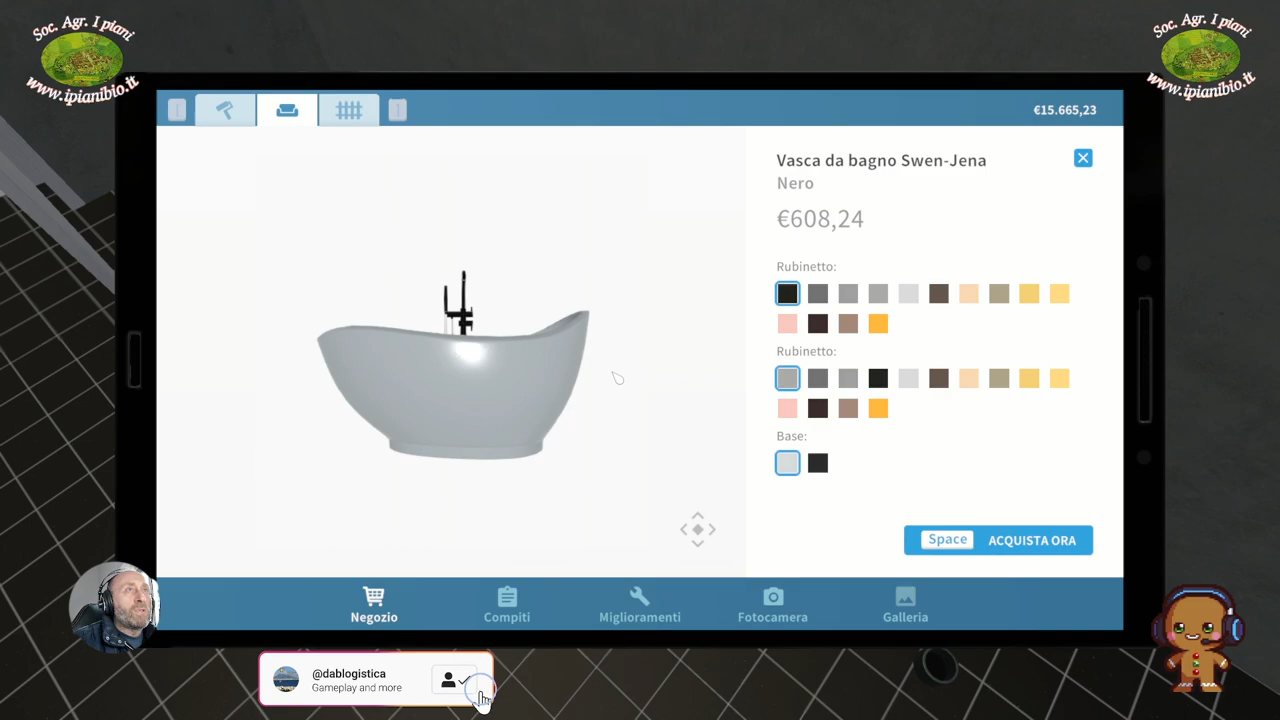 Soc. Agr. I piani
www.ipianibio.it
Soc. Agr. I piani
www.ipianibio.it
€15.665,23
Vasca da bagno Swen-Jena
Nero
€608,24
Rubinetto:
Rubinetto:
Base:
Space ACQUISTA ORA
Negozio
Compiti
Miglioramenti
Fotocamera
Galleria
@dablogistica
Gameplay and more